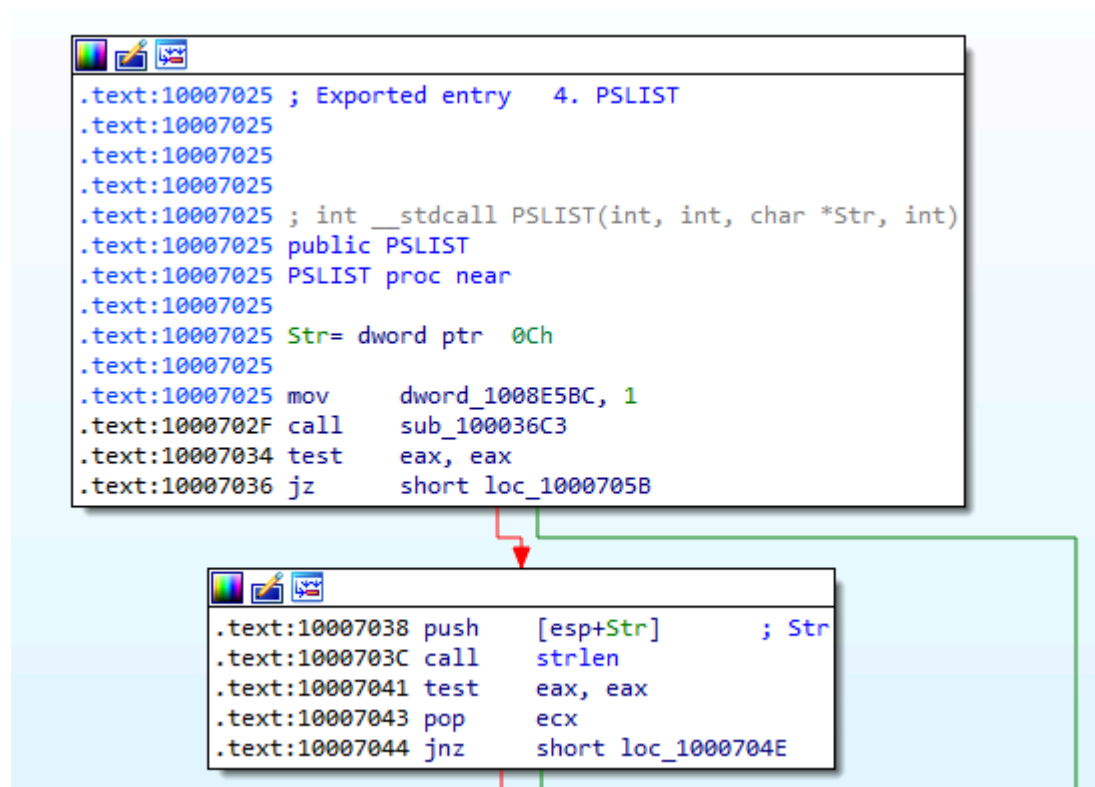 .text:10007025 ; Exported entry   4. PSLIST
.text:10007025
.text:10007025
.text:10007025
.text:10007025 ; int __stdcall PSLIST(int, int, char *Str, int)
.text:10007025 public PSLIST
.text:10007025 PSLIST proc near
.text:10007025
.text:10007025 Str= dword ptr  0Ch
.text:10007025
.text:10007025 mov     dword_1008E5BC, 1
.text:1000702F call    sub_100036C3
.text:10007034 test    eax, eax
.text:10007036 jz      short loc_1000705B
.text:10007038 push    [esp+Str]       ; Str
.text:1000703C call    strlen
.text:10007041 test    eax, eax
.text:10007043 pop     ecx
.text:10007044 jnz     short loc_1000704E